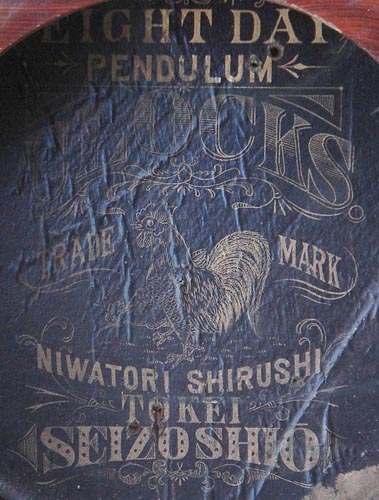 EIGHT DAY
PENDULUM
CLOCKS.
TRADE MARK
NIWATORI SHIRUSHI
TOKEI
SEIZOSHIO